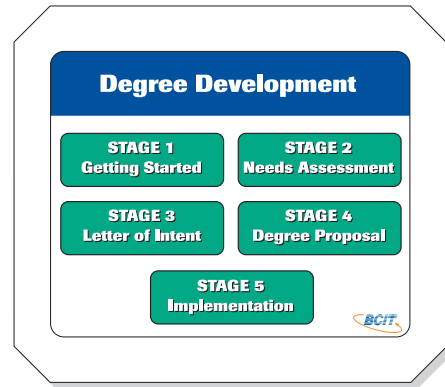 Degree Development
STAGE 1
Getting Started
STAGE 2
Needs Assessment
STAGE 3
Letter of Intent
STAGE 4
Degree Proposal
STAGE 5
Implementation
BCIT